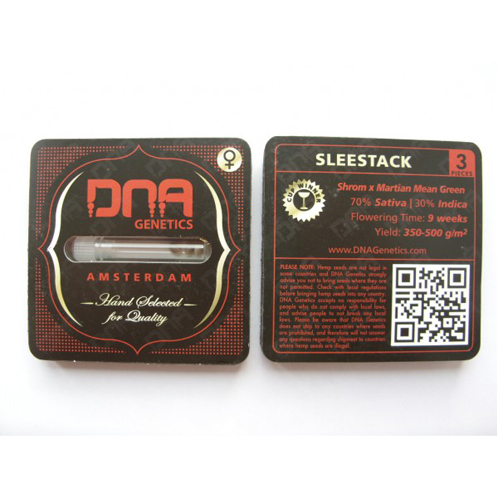 DNA
GENETICS
AMSTERDAM
Hand Selected
for Quality
SLEESTACK
3
PIECES
CUP WINNER
Shrom x Martian Mean Green
70% Sativa | 30% Indica
Flowering Time: 9 weeks
Yield: 350-500 g/m²
www.DNAGenetics.com
PLEASE NOTE: Hemp seeds are not legal in
some countries and DNA Genetics strongly
advise you not to bring seeds where they are
not permitted. Check with local regulations
before bringing hemp seeds into any country.
DNA Genetics accepts no responsibility for
people who do not comply with local laws
and advise people to not break any local
laws. Please be aware that DNA Genetics
does not ship to any countries where seeds
are prohibited, and therefore will not answer
any questions regarding shipment to countries
where hemp seeds are illegal.